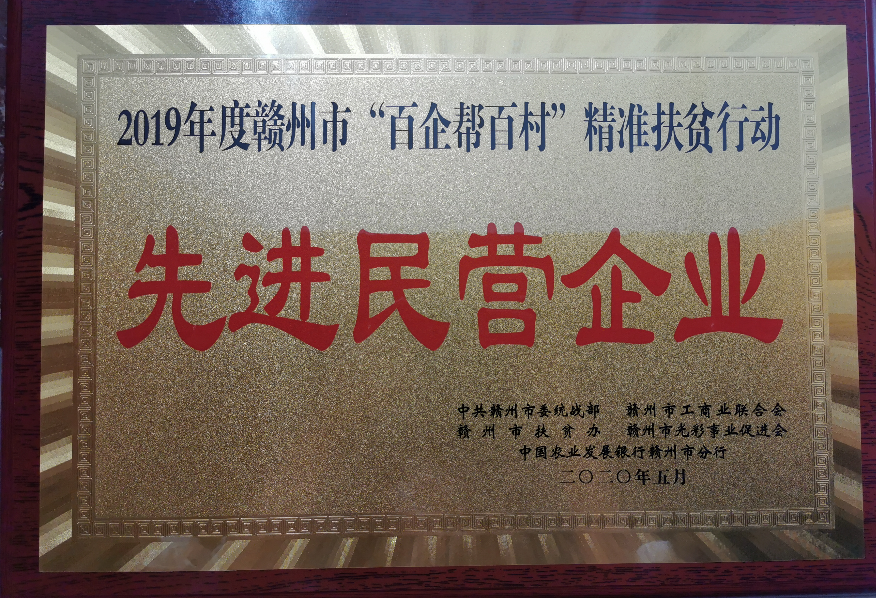 2019年度赣州市“百企帮百村”精准扶贫行动
先进民营企业
中共赣州市委统战部 赣州市工商业联合会
赣州市扶贫办 赣州市光彩事业促进会
中国农业发展银行赣州市分行
二〇二〇年五月